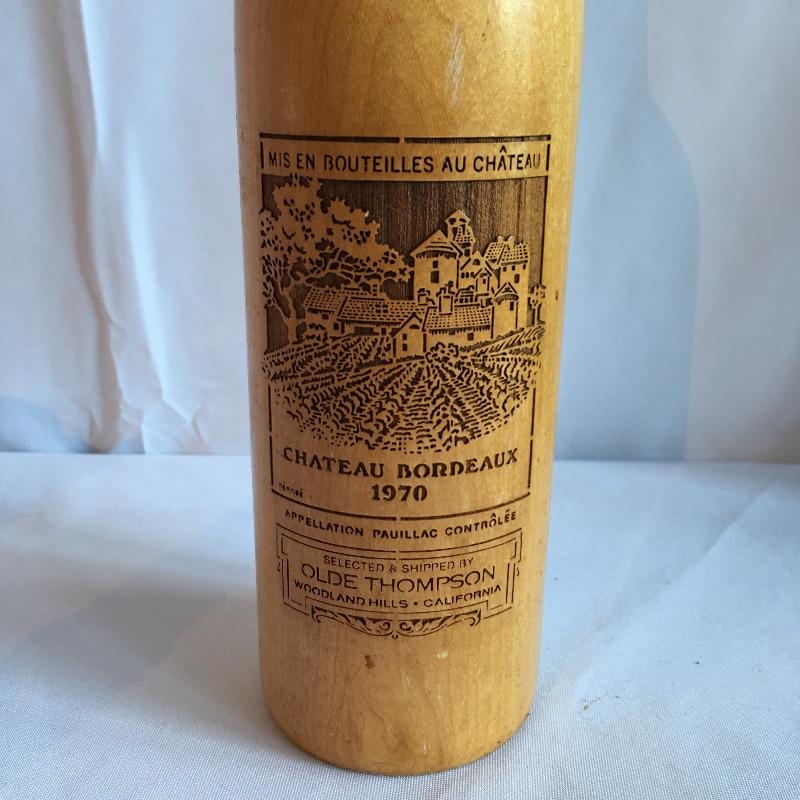 MIS EN BOUTEILLES AU CHÂTEAU
CHATEAU BORDEAUX
1970
DÉPOSÉ
APPELLATION PAUILLAC CONTRÔLÉE
SELECTED & SHIPPED BY
OLDE THOMPSON
WOODLAND HILLS • CALIFORNIA